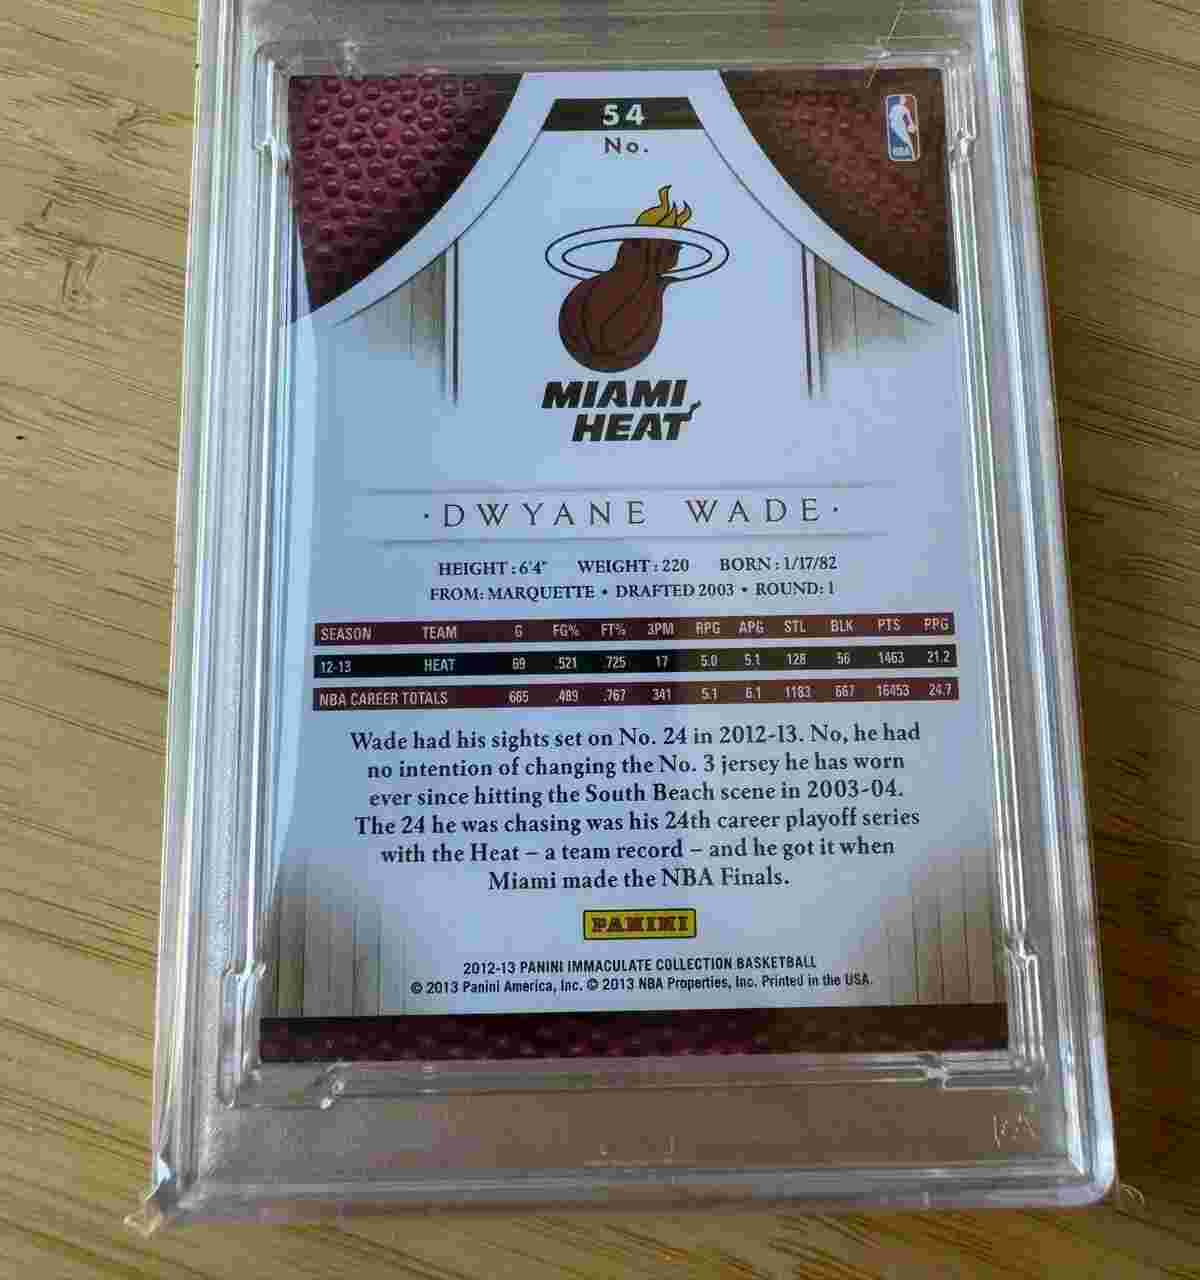 54
No.
NBA
MIAMI
HEAT
·DWYANE WADE·
HEIGHT: 6'4" WEIGHT: 220 BORN: 1/17/82
FROM: MARQUETTE • DRAFTED 2003 • ROUND: 1
SEASON TEAM G FG% FT% 3PM RPG APG STL BLK PTS PPG
12-13 HEAT 69 .521 .725 17 5.0 5.1 128 56 1463 21.2
NBA CAREER TOTALS 665 .489 .767 341 5.1 6.1 1183 667 16453 24.7
Wade had his sights set on No. 24 in 2012-13. No, he had
no intention of changing the No. 3 jersey he has worn
ever since hitting the South Beach scene in 2003-04.
The 24 he was chasing was his 24th career playoff series
with the Heat – a team record – and he got it when
Miami made the NBA Finals.
PANINI
2012-13 PANINI IMMACULATE COLLECTION BASKETBALL
© 2013 Panini America, Inc. © 2013 NBA Properties, Inc. Printed in the USA.